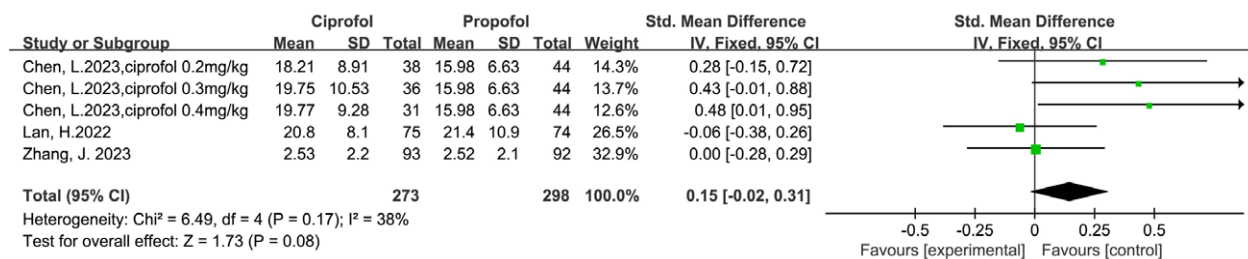 Ciprofol Propofol Std. Mean Difference Std. Mean Difference
Study or Subgroup Mean SD Total Mean SD Total Weight IV, Fixed, 95% CI IV, Fixed, 95% CI
Chen, L.2023,ciprofol 0.2mg/kg 18.21 8.91 38 15.98 6.63 44 14.3% 0.28 [-0.15, 0.72]
Chen, L.2023,ciprofol 0.3mg/kg 19.75 10.53 36 15.98 6.63 44 13.7% 0.43 [-0.01, 0.88]
Chen, L.2023,ciprofol 0.4mg/kg 19.77 9.28 31 15.98 6.63 44 12.6% 0.48 [0.01, 0.95]
Lan, H.2022 20.8 8.1 75 21.4 10.9 74 26.5% -0.06 [-0.38, 0.26]
Zhang, J. 2023 2.53 2.2 93 2.52 2.1 92 32.9% 0.00 [-0.28, 0.29]
Total (95% CI) 273 298 100.0% 0.15 [-0.02, 0.31]
Heterogeneity: Chi² = 6.49, df = 4 (P = 0.17); I² = 38%
Test for overall effect: Z = 1.73 (P = 0.08)
-0.5 -0.25 0 0.25 0.5
Favours [experimental] Favours [control]